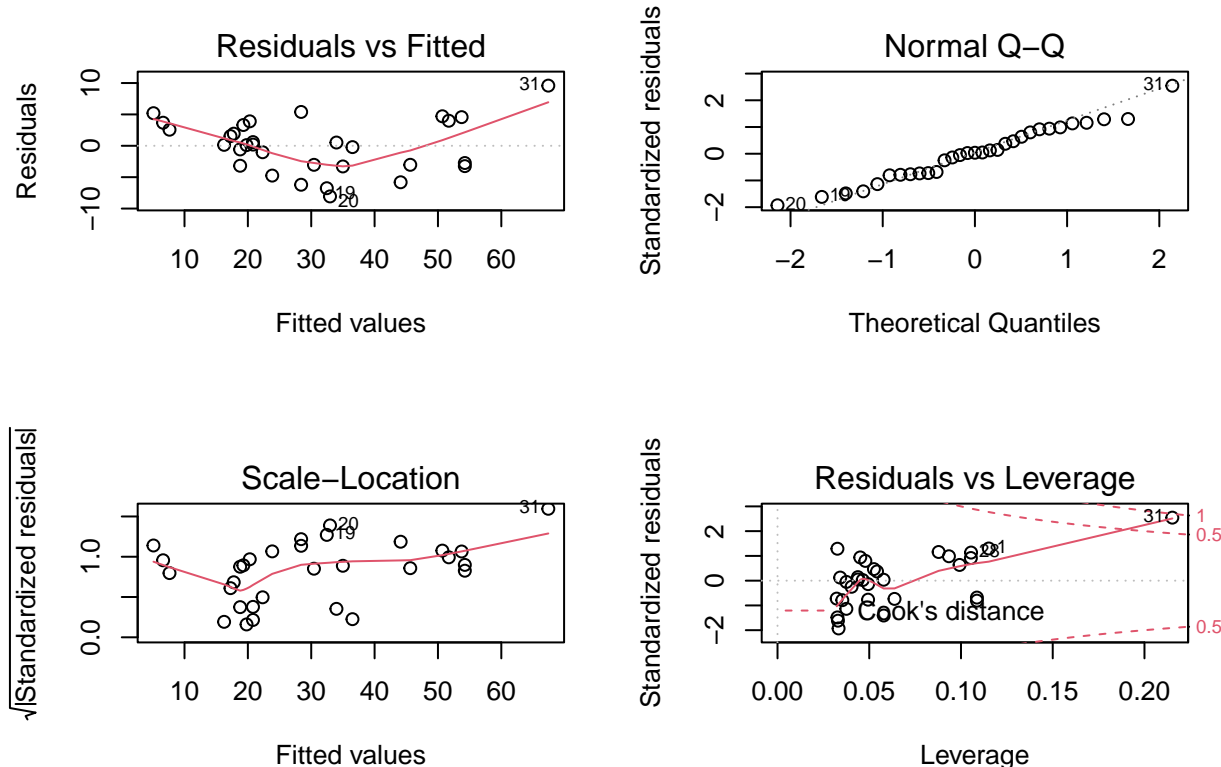 Residuals vs Fitted
Residuals
10
0
−10
31
19
20
10 20 30 40 50 60
Fitted values
Normal Q−Q
Standardized residuals
2
0
−2
31
19
20
−2 −1 0 1 2
Theoretical Quantiles
Scale−Location
√|Standardized residuals|
1.0
0.0
31
20
19
10 20 30 40 50 60
Fitted values
Residuals vs Leverage
Standardized residuals
2
0
−2
31
1
28
Cook's distance
1
0.5
0.5
0.00 0.05 0.10 0.15 0.20
Leverage